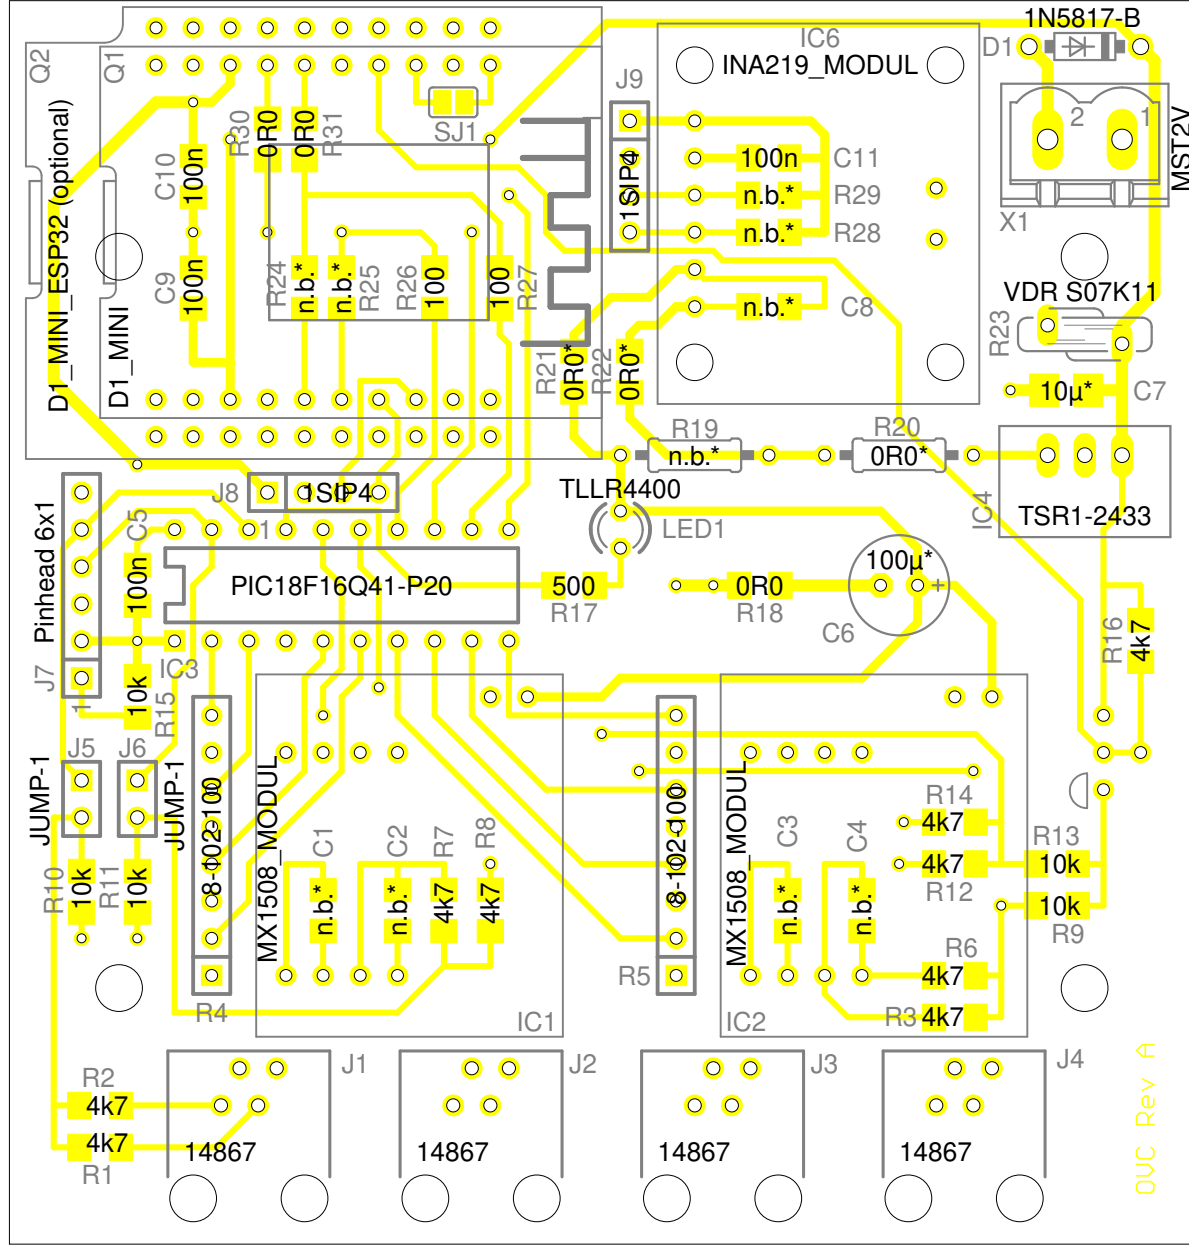 1N5817-B
D1
IC6
INA219_MODUL
Q2
Q1
J9
SJ1
2
1
MST2V
X1
R30
0R0
0R0
R31
C10
100n
1SIP4
100n
C11
n.b.*
R29
n.b.*
R28
D1_MINI_ESP32 (optional)
D1_MINI
C9
100n
R24
n.b.*
n.b.*
R25
R26
100
100
R27
n.b.*
C8
VDR S07K11
R23
R21
0R0*
R22
0R0*
10µ*
C7
R19
n.b.*
R20
0R0*
IC4
TSR1-2433
J8
1SIP4
TLLR4400
LED1
1
Pinhead 6x1
C5
100n
PIC18F16Q41-P20
500
R17
0R0
R18
100µ*
+
C6
R16
4k7
IC3
J7
1
10k
R15
J5
J6
JUMP-1
JUMP-1
8-102-100
MX1508_MODUL
8-102-100
MX1508_MODUL
R10
10k
R11
10k
C1
n.b.*
C2
n.b.*
R7
4k7
R8
4k7
C3
n.b.*
C4
n.b.*
R14
4k7
4k7
R12
R13
10k
10k
R9
R6
4k7
R3
4k7
R4
IC1
R5
IC2
J1
J2
J3
J4
R2
4k7
4k7
R1
14867
14867
14867
14867
OVC Rev A